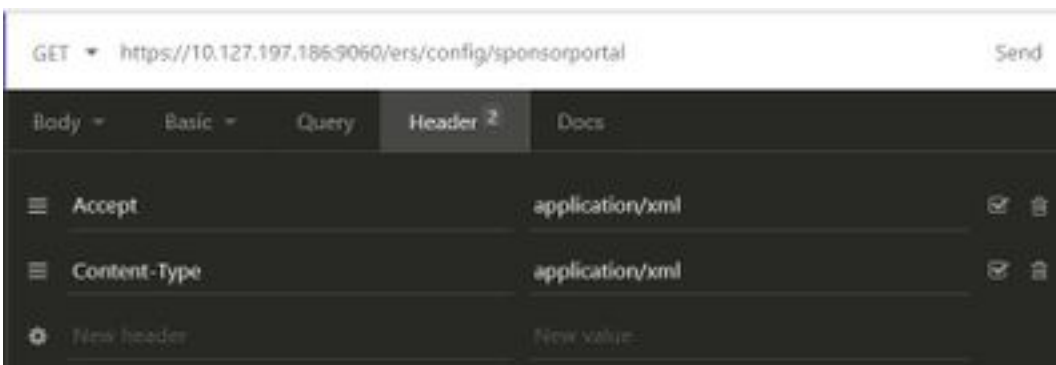 GET https://10.127.197.186:9060/ers/config/sponsorportal Send
Body Basic Query Header 2 Docs
Accept application/xml
Content-Type application/xml
New header New value